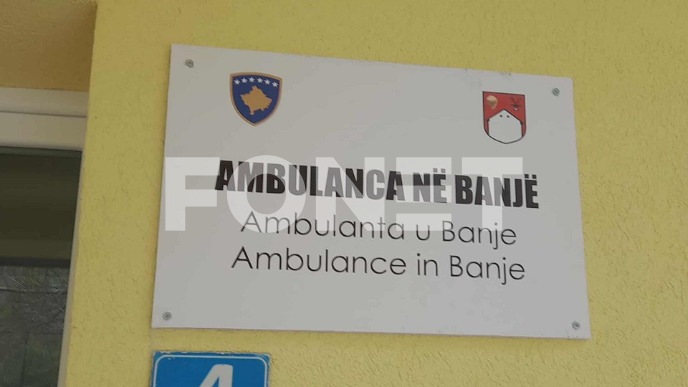 AMBULANCA NË BANJË
FONET
Ambulanta u Banje
Ambulance in Banje
4